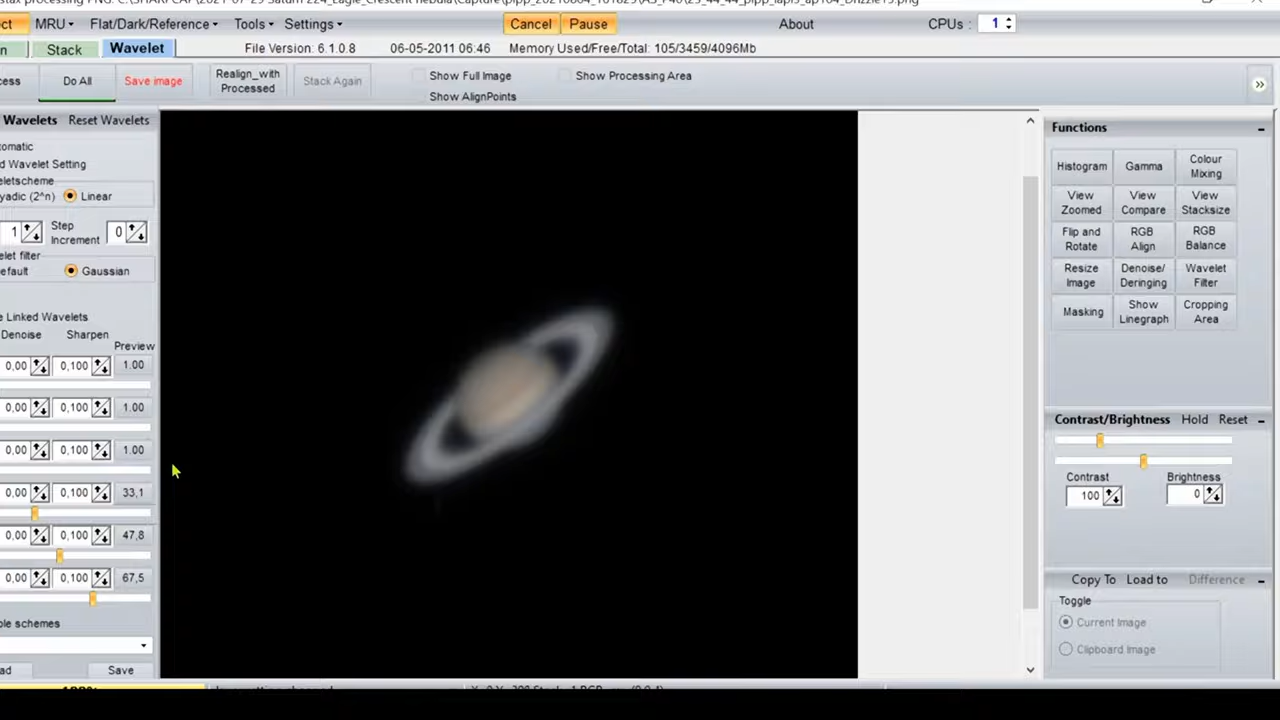 MRU Flat/Dark/Reference Tools Settings Cancel Pause About CPUs : 1
Stack Wavelet File Version: 6.1.0.8 06-05-2011 06:46 Memory Used/Free/Total: 105/3459/4096Mb
Do All Save image Realign_with Processed Stack Again Show Full Image Show Processing Area
Show AlignPoints
»
Wavelets Reset Wavelets
Wavelet Setting
Linear
1 Step Increment 0
Gaussian
Linked Wavelets
Denoise Sharpen
Preview
0,00 0,100 1.00
0,00 0,100 1.00
0,00 0,100 1.00
0,00 0,100 33,1
0,00 0,100 47,8
0,00 0,100 67,5
schemes
Save
Functions
Histogram Gamma Colour Mixing
View Zoomed View Compare View Stacksize
Flip and Rotate RGB Align RGB Balance
Resize Image Denoise/ Deringing Wavelet Filter
Masking Show Linegraph Cropping Area
Contrast/Brightness Hold Reset
Contrast Brightness
100 0
Copy To Load to Difference
Toggle
Current Image
Clipboard Image